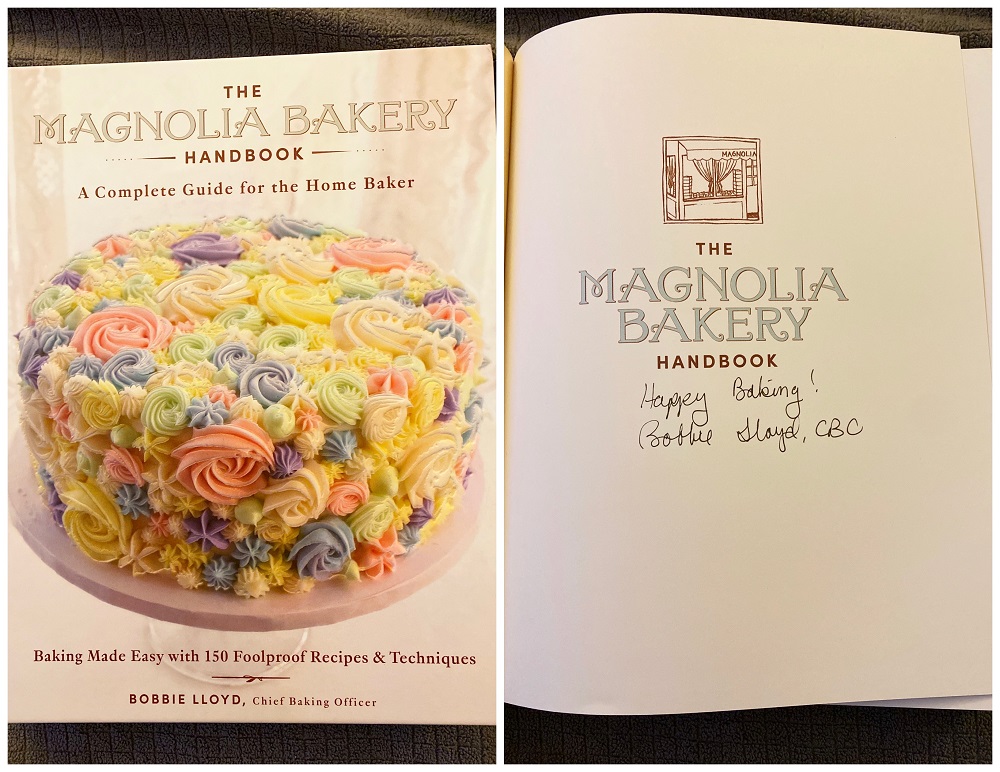 THE
MAGNOLIA BAKERY
HANDBOOK
A Complete Guide for the Home Baker
Baking Made Easy with 150 Foolproof Recipes & Techniques
BOBBIE LLOYD, Chief Baking Officer
MAGNOLIA
THE
MAGNOLIA
BAKERY
HANDBOOK
Happy Baking!
Bobbie Lloyd, CBC